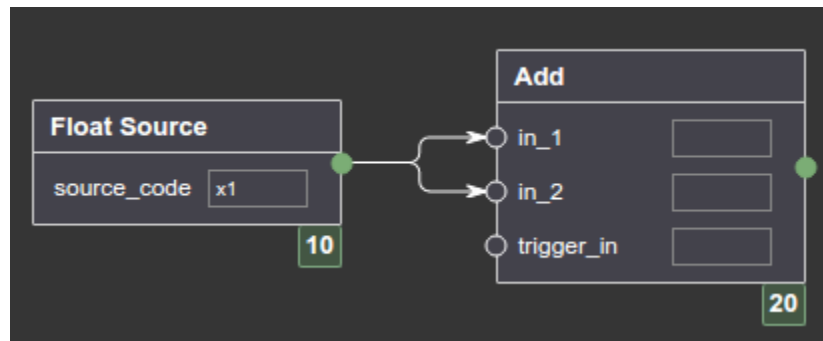 Float Source
source_code x1
10
Add
in_1
in_2
trigger_in
20